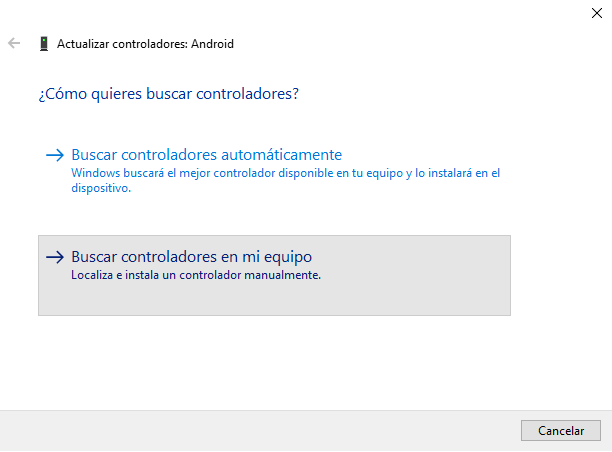 Actualizar controladores: Android
¿Cómo quieres buscar controladores?
Buscar controladores automáticamente
Windows buscará el mejor controlador disponible en tu equipo y lo instalará en el
dispositivo.
Buscar controladores en mi equipo
Localiza e instala un controlador manualmente.
Cancelar